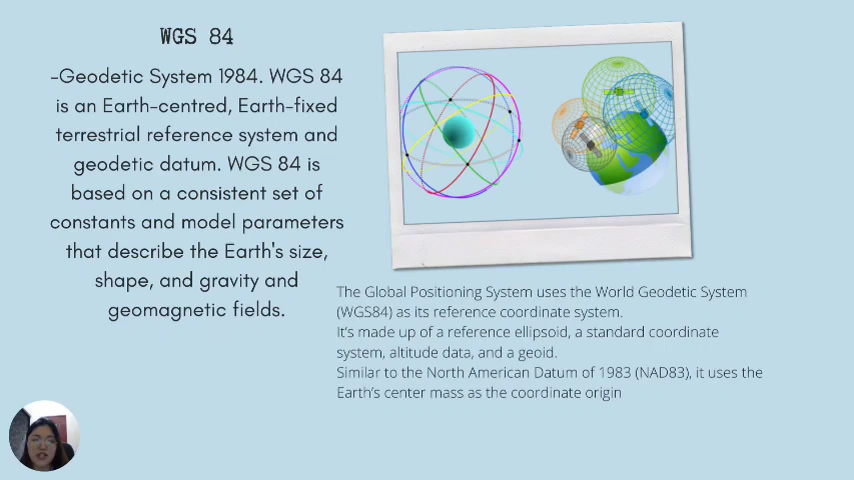 WGS 84
-Geodetic System 1984. WGS 84
is an Earth-centred, Earth-fixed
terrestrial reference system and
geodetic datum. WGS 84 is
based on a consistent set of
constants and model parameters
that describe the Earth's size,
shape, and gravity and
geomagnetic fields.
The Global Positioning System uses the World Geodetic System
(WGS84) as its reference coordinate system.
It's made up of a reference ellipsoid, a standard coordinate
system, altitude data, and a geoid.
Similar to the North American Datum of 1983 (NAD83), it uses the
Earth's center mass as the coordinate origin